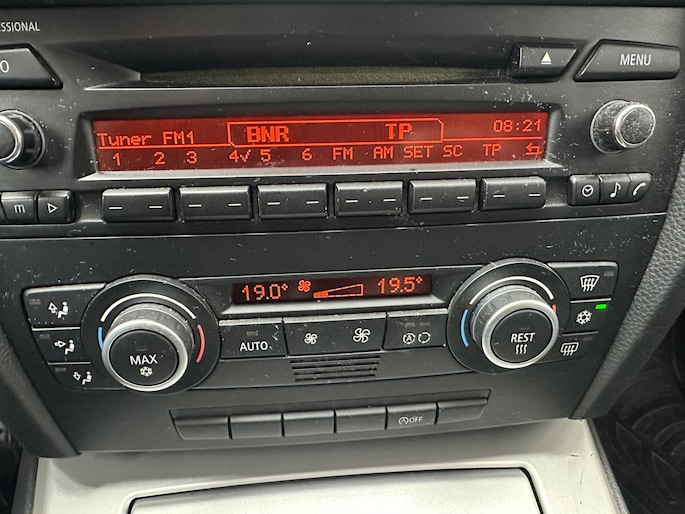 SSIONAL
O
MENU
Tuner FM1 BNR TP 08:21
1 2 3 4√ 5 6 FM AM SET SC TP
m
19.0° 19.5°
MAX
AUTO
A
REST
OFF